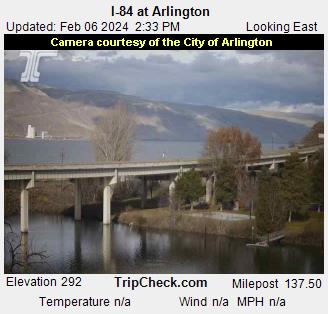 I-84 at Arlington
Updated: Feb 06 2024 2:33 PM Looking East
Camera courtesy of the City of Arlington
Elevation 292 TripCheck.com Milepost 137.50
Temperature n/a Wind n/a MPH n/a